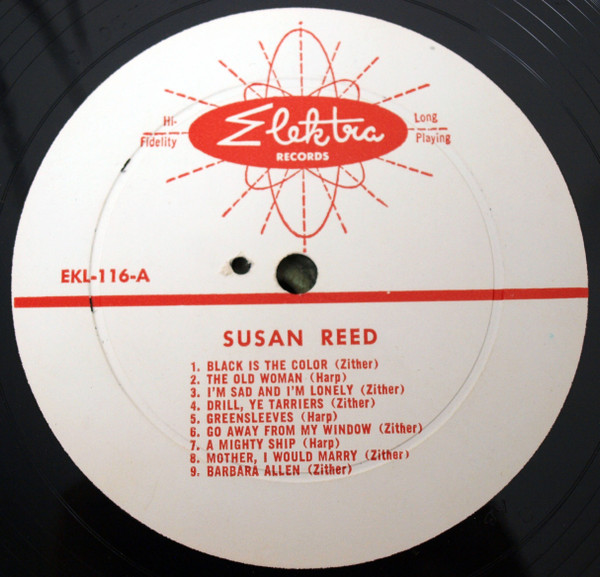 Hi-
Fidelity
Elektra
RECORDS
Long
Playing
EKL-116-A
SUSAN REED
1. BLACK IS THE COLOR (Zither)
2. THE OLD WOMAN (Harp)
3. I'M SAD AND I'M LONELY (Zither)
4. DRILL, YE TARRIERS (Zither)
5. GREENSLEEVES (Harp)
6. GO AWAY FROM MY WINDOW (Zither)
7. A MIGHTY SHIP (Harp)
8. MOTHER, I WOULD MARRY (Zither)
9. BARBARA ALLEN (Zither)